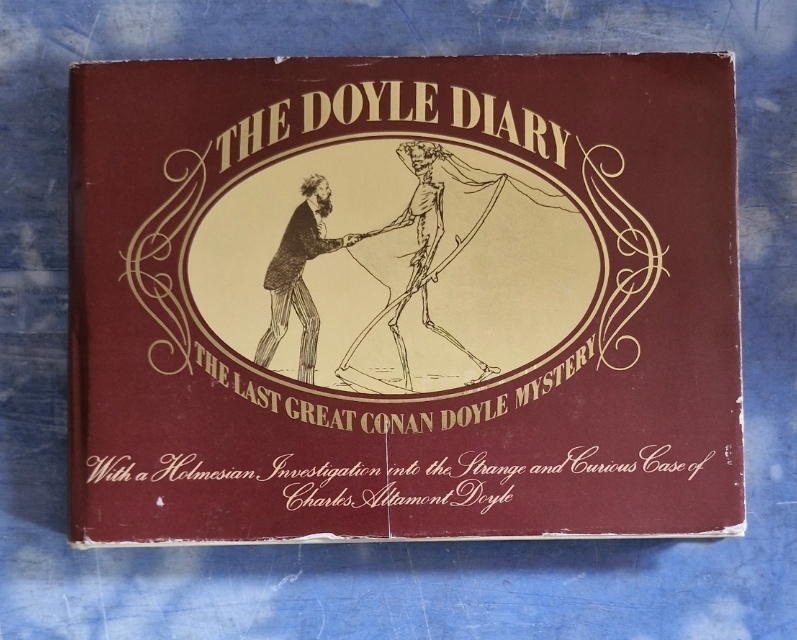 THE DOYLE DIARY
THE LAST GREAT CONAN DOYLE MYSTERY
With a Holmesian Investigation into the Strange and Curious Case of
Charles Altamont Doyle